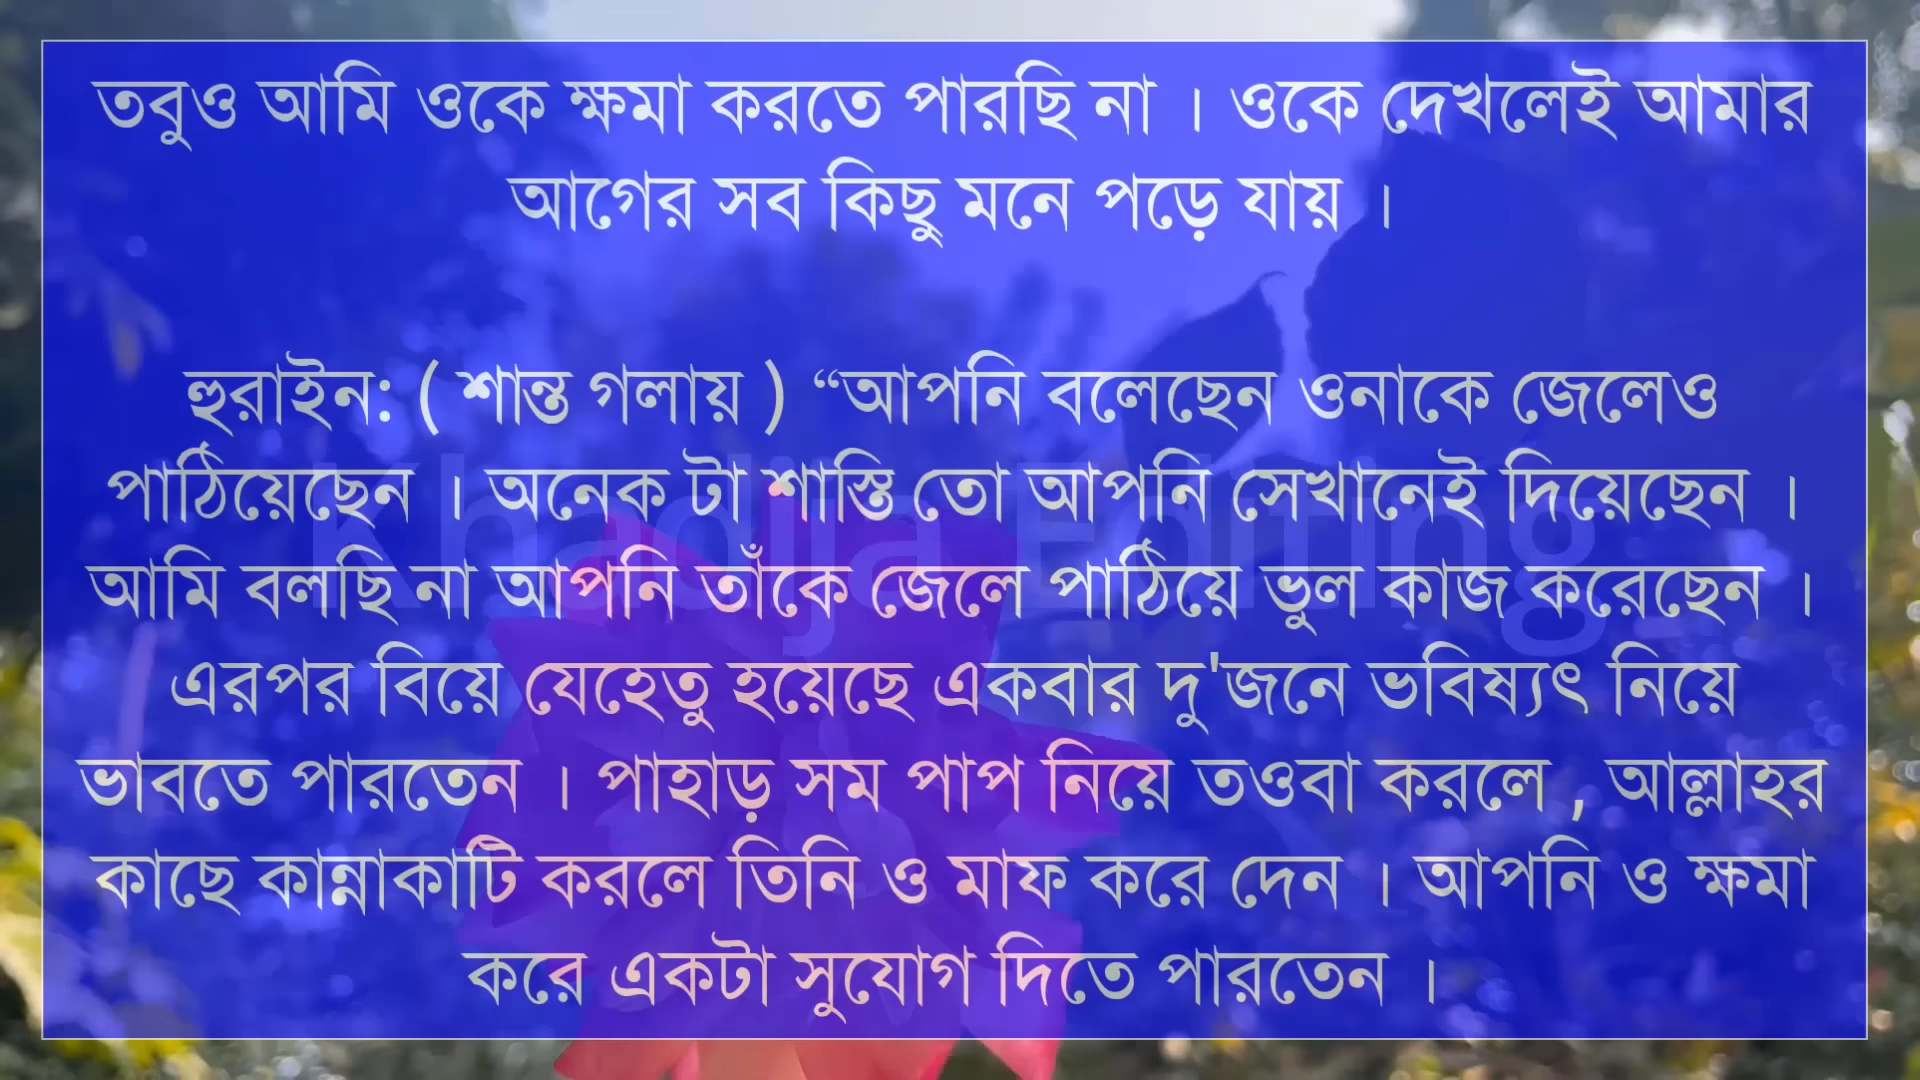 তবুও আমি ওকে ক্ষমা করতে পারছি না । ওকে দেখলেই আমার
আগের সব কিছু মনে পড়ে যায় ।
হুরাইন: ( শান্ত গলায় ) “আপনি বলেছেন ওনাকে জেলেও
পাঠিয়েছেন । অনেক টা শাস্তি তো আপনি সেখানেই দিয়েছেন ।
Khadija Editing
আমি বলছি না আপনি তাঁকে জেলে পাঠিয়ে ভুল কাজ করেছেন ।
এরপর বিয়ে যেহেতু হয়েছে একবার দু'জনে ভবিষ্যৎ নিয়ে
ভাবতে পারতেন । পাহাড় সম পাপ নিয়ে তওবা করলে , আল্লাহর
কাছে কান্নাকাটি করলে তিনি ও মাফ করে দেন । আপনি ও ক্ষমা
করে একটা সুযোগ দিতে পারতেন ।